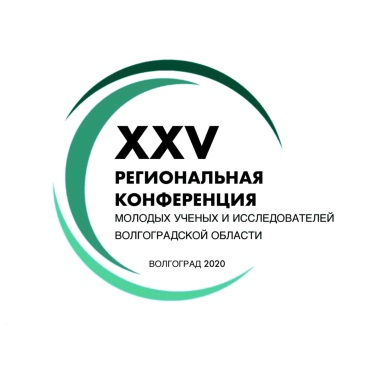 XXV
РЕГИОНАЛЬНАЯ
КОНФЕРЕНЦИЯ
МОЛОДЫХ УЧЕНЫХ И ИССЛЕДОВАТЕЛЕЙ
ВОЛГОГРАДСКОЙ ОБЛАСТИ
ВОЛГОГРАД 2020